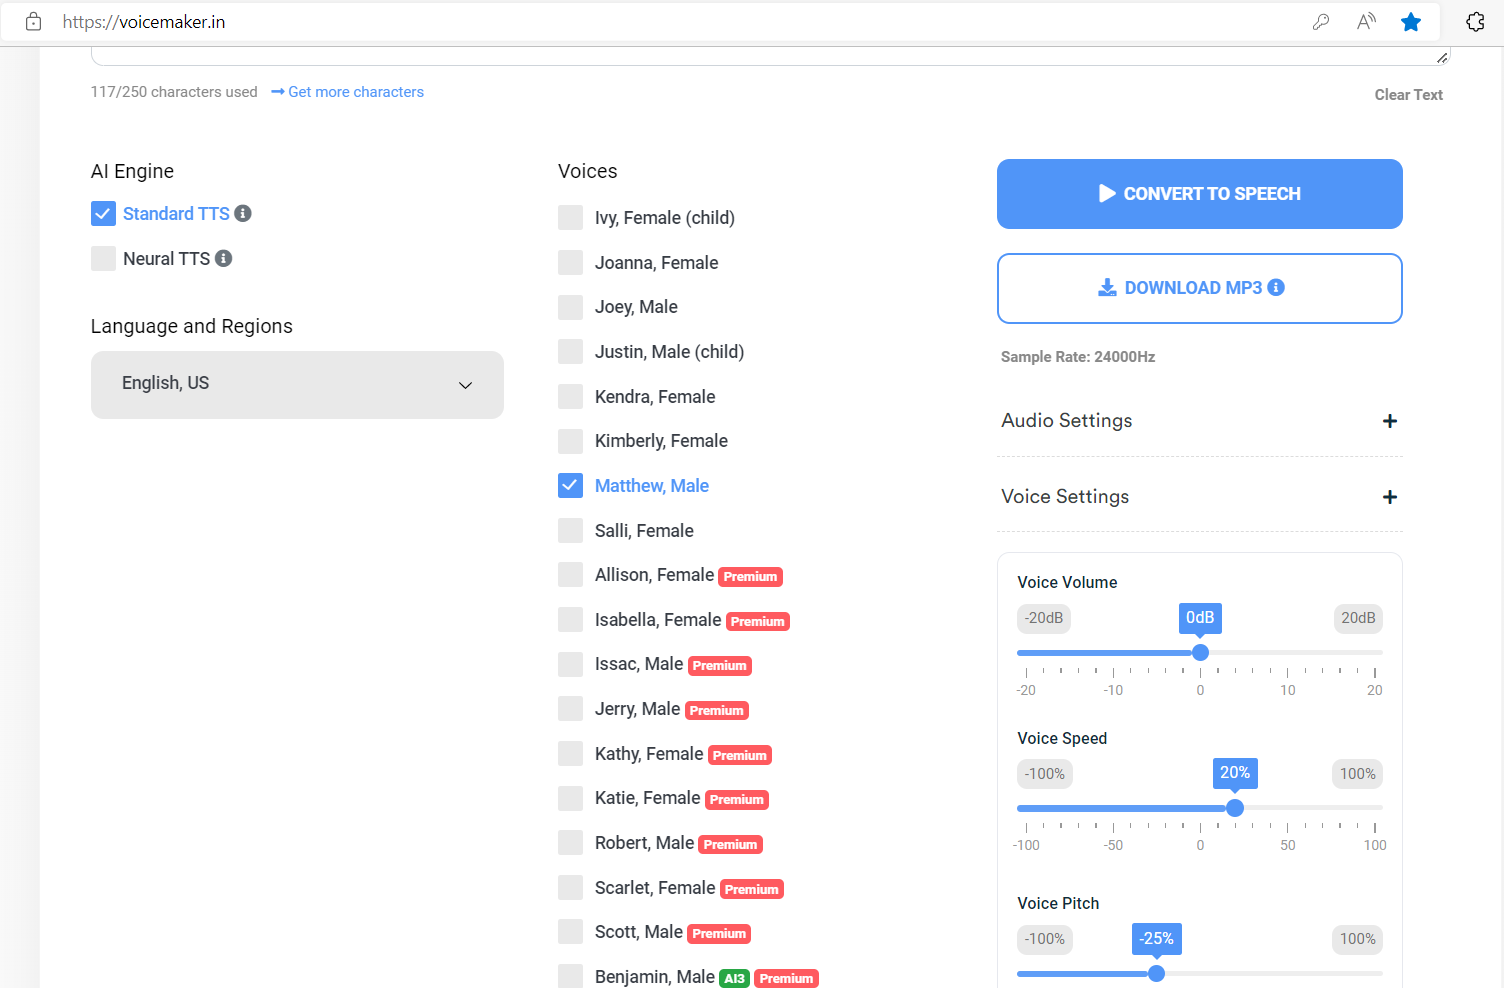 https://voicemaker.in
117/250 characters used
Get more characters
Clear Text
AI Engine
Standard TTS
Neural TTS
Language and Regions
English, US
Voices
Ivy, Female (child)
Joanna, Female
Joey, Male
Justin, Male (child)
Kendra, Female
Kimberly, Female
Matthew, Male
Salli, Female
Allison, Female Premium
Isabella, Female Premium
Issac, Male Premium
Jerry, Male Premium
Kathy, Female Premium
Katie, Female Premium
Robert, Male Premium
Scarlet, Female Premium
Scott, Male Premium
Benjamin, Male AI3 Premium
CONVERT TO SPEECH
DOWNLOAD MP3
Sample Rate: 24000Hz
Audio Settings
Voice Settings
Voice Volume
-20dB 0dB 20dB
-20 -10 0 10 20
Voice Speed
-100% 20% 100%
-100 -50 0 50 100
Voice Pitch
-100% -25% 100%